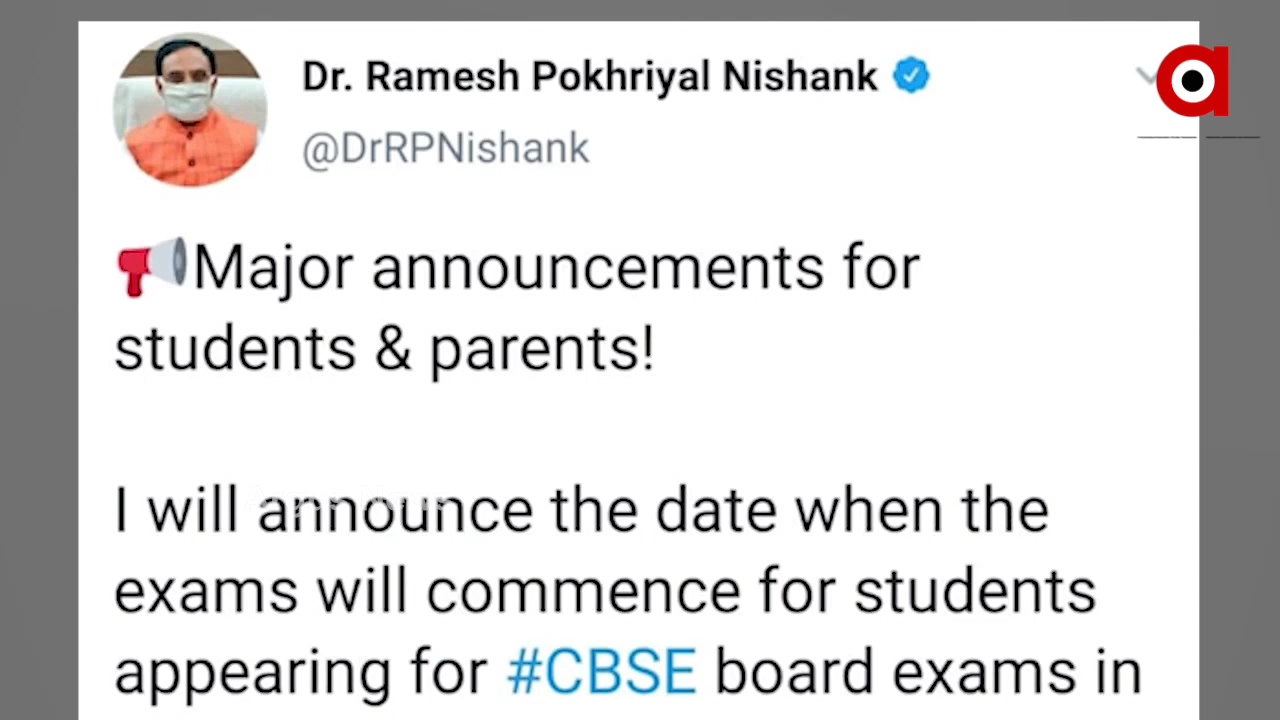 Dr. Ramesh Pokhriyal Nishank
@DrRPNishank
📢Major announcements for
students & parents!
I will announce the date when the
exams will commence for students
appearing for #CBSE board exams in